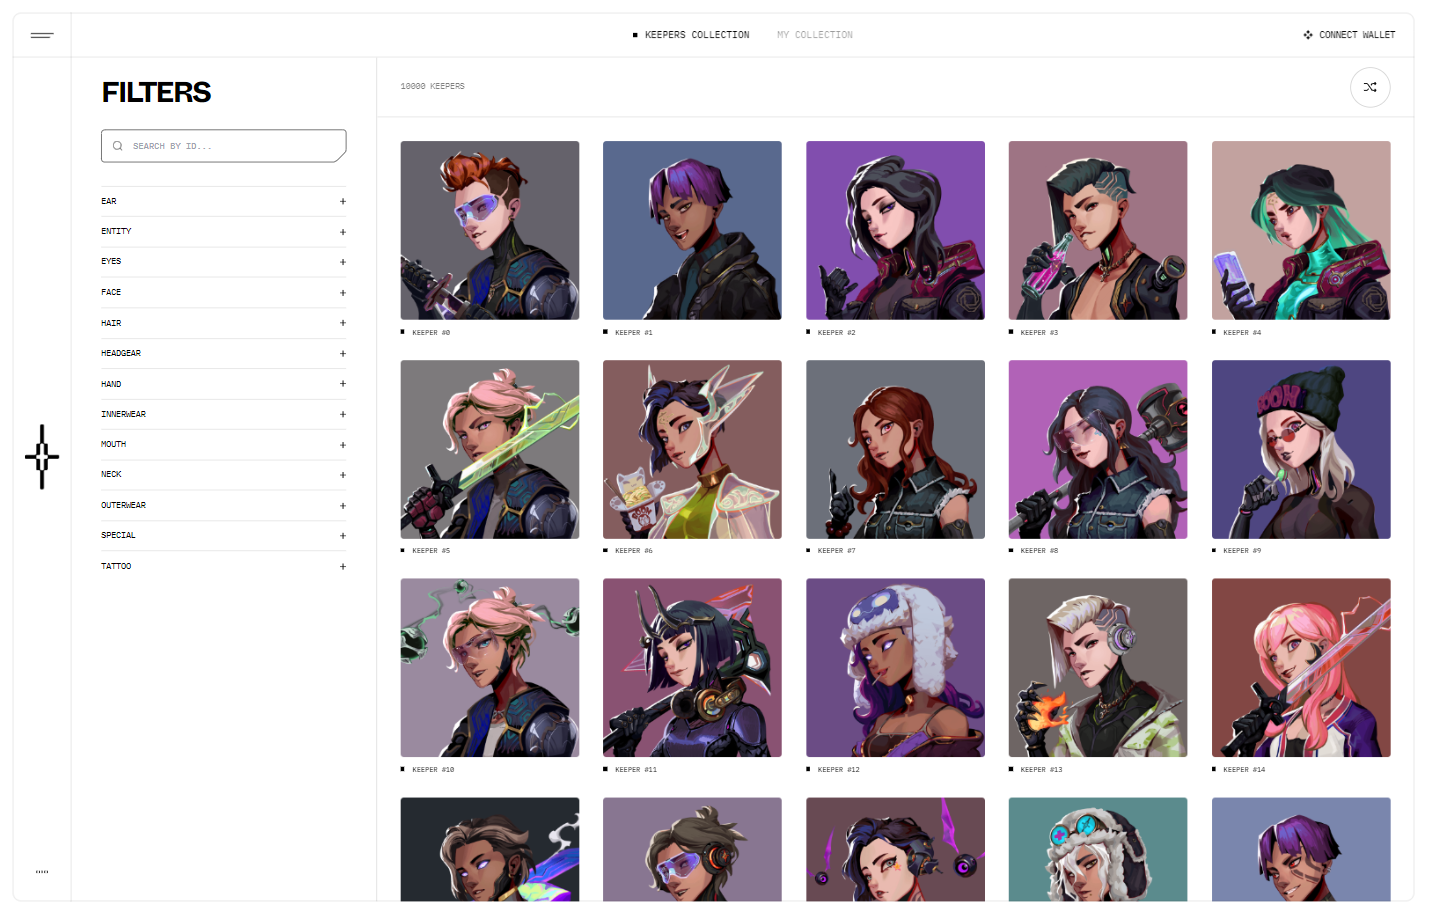 KEEPERS COLLECTION
MY COLLECTION
CONNECT WALLET
FILTERS
SEARCH BY ID...
EAR
ENTITY
EYES
FACE
HAIR
HEADGEAR
HAND
INNERWEAR
MOUTH
NECK
OUTERWEAR
SPECIAL
TATTOO
10000 KEEPERS
KEEPER #0
KEEPER #1
KEEPER #2
KEEPER #3
KEEPER #4
KEEPER #5
KEEPER #6
KEEPER #7
KEEPER #8
KEEPER #9
KEEPER #10
KEEPER #11
KEEPER #12
KEEPER #13
KEEPER #14